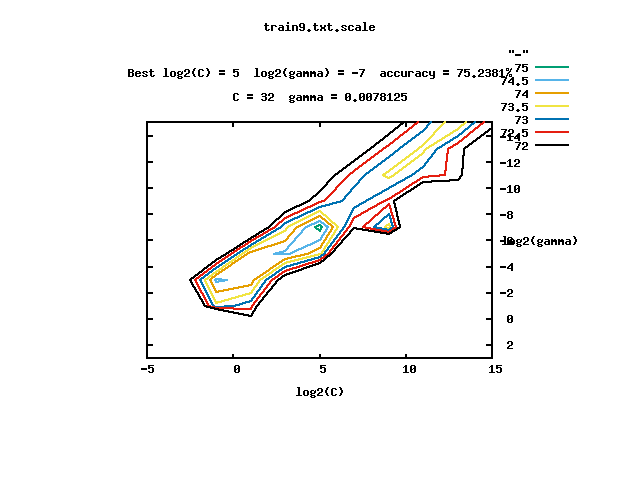 train9.txt.scale
"-"
Best log2(C) = 5  log2(gamma) = -7  accuracy = 75.2381%
75
74.5
C = 32  gamma = 0.0078125
74
73.5
73
72.5
-14
72
-12
-10
-8
-6
log2(gamma)
-4
-2
0
2
-5 0 5 10 15
log2(C)